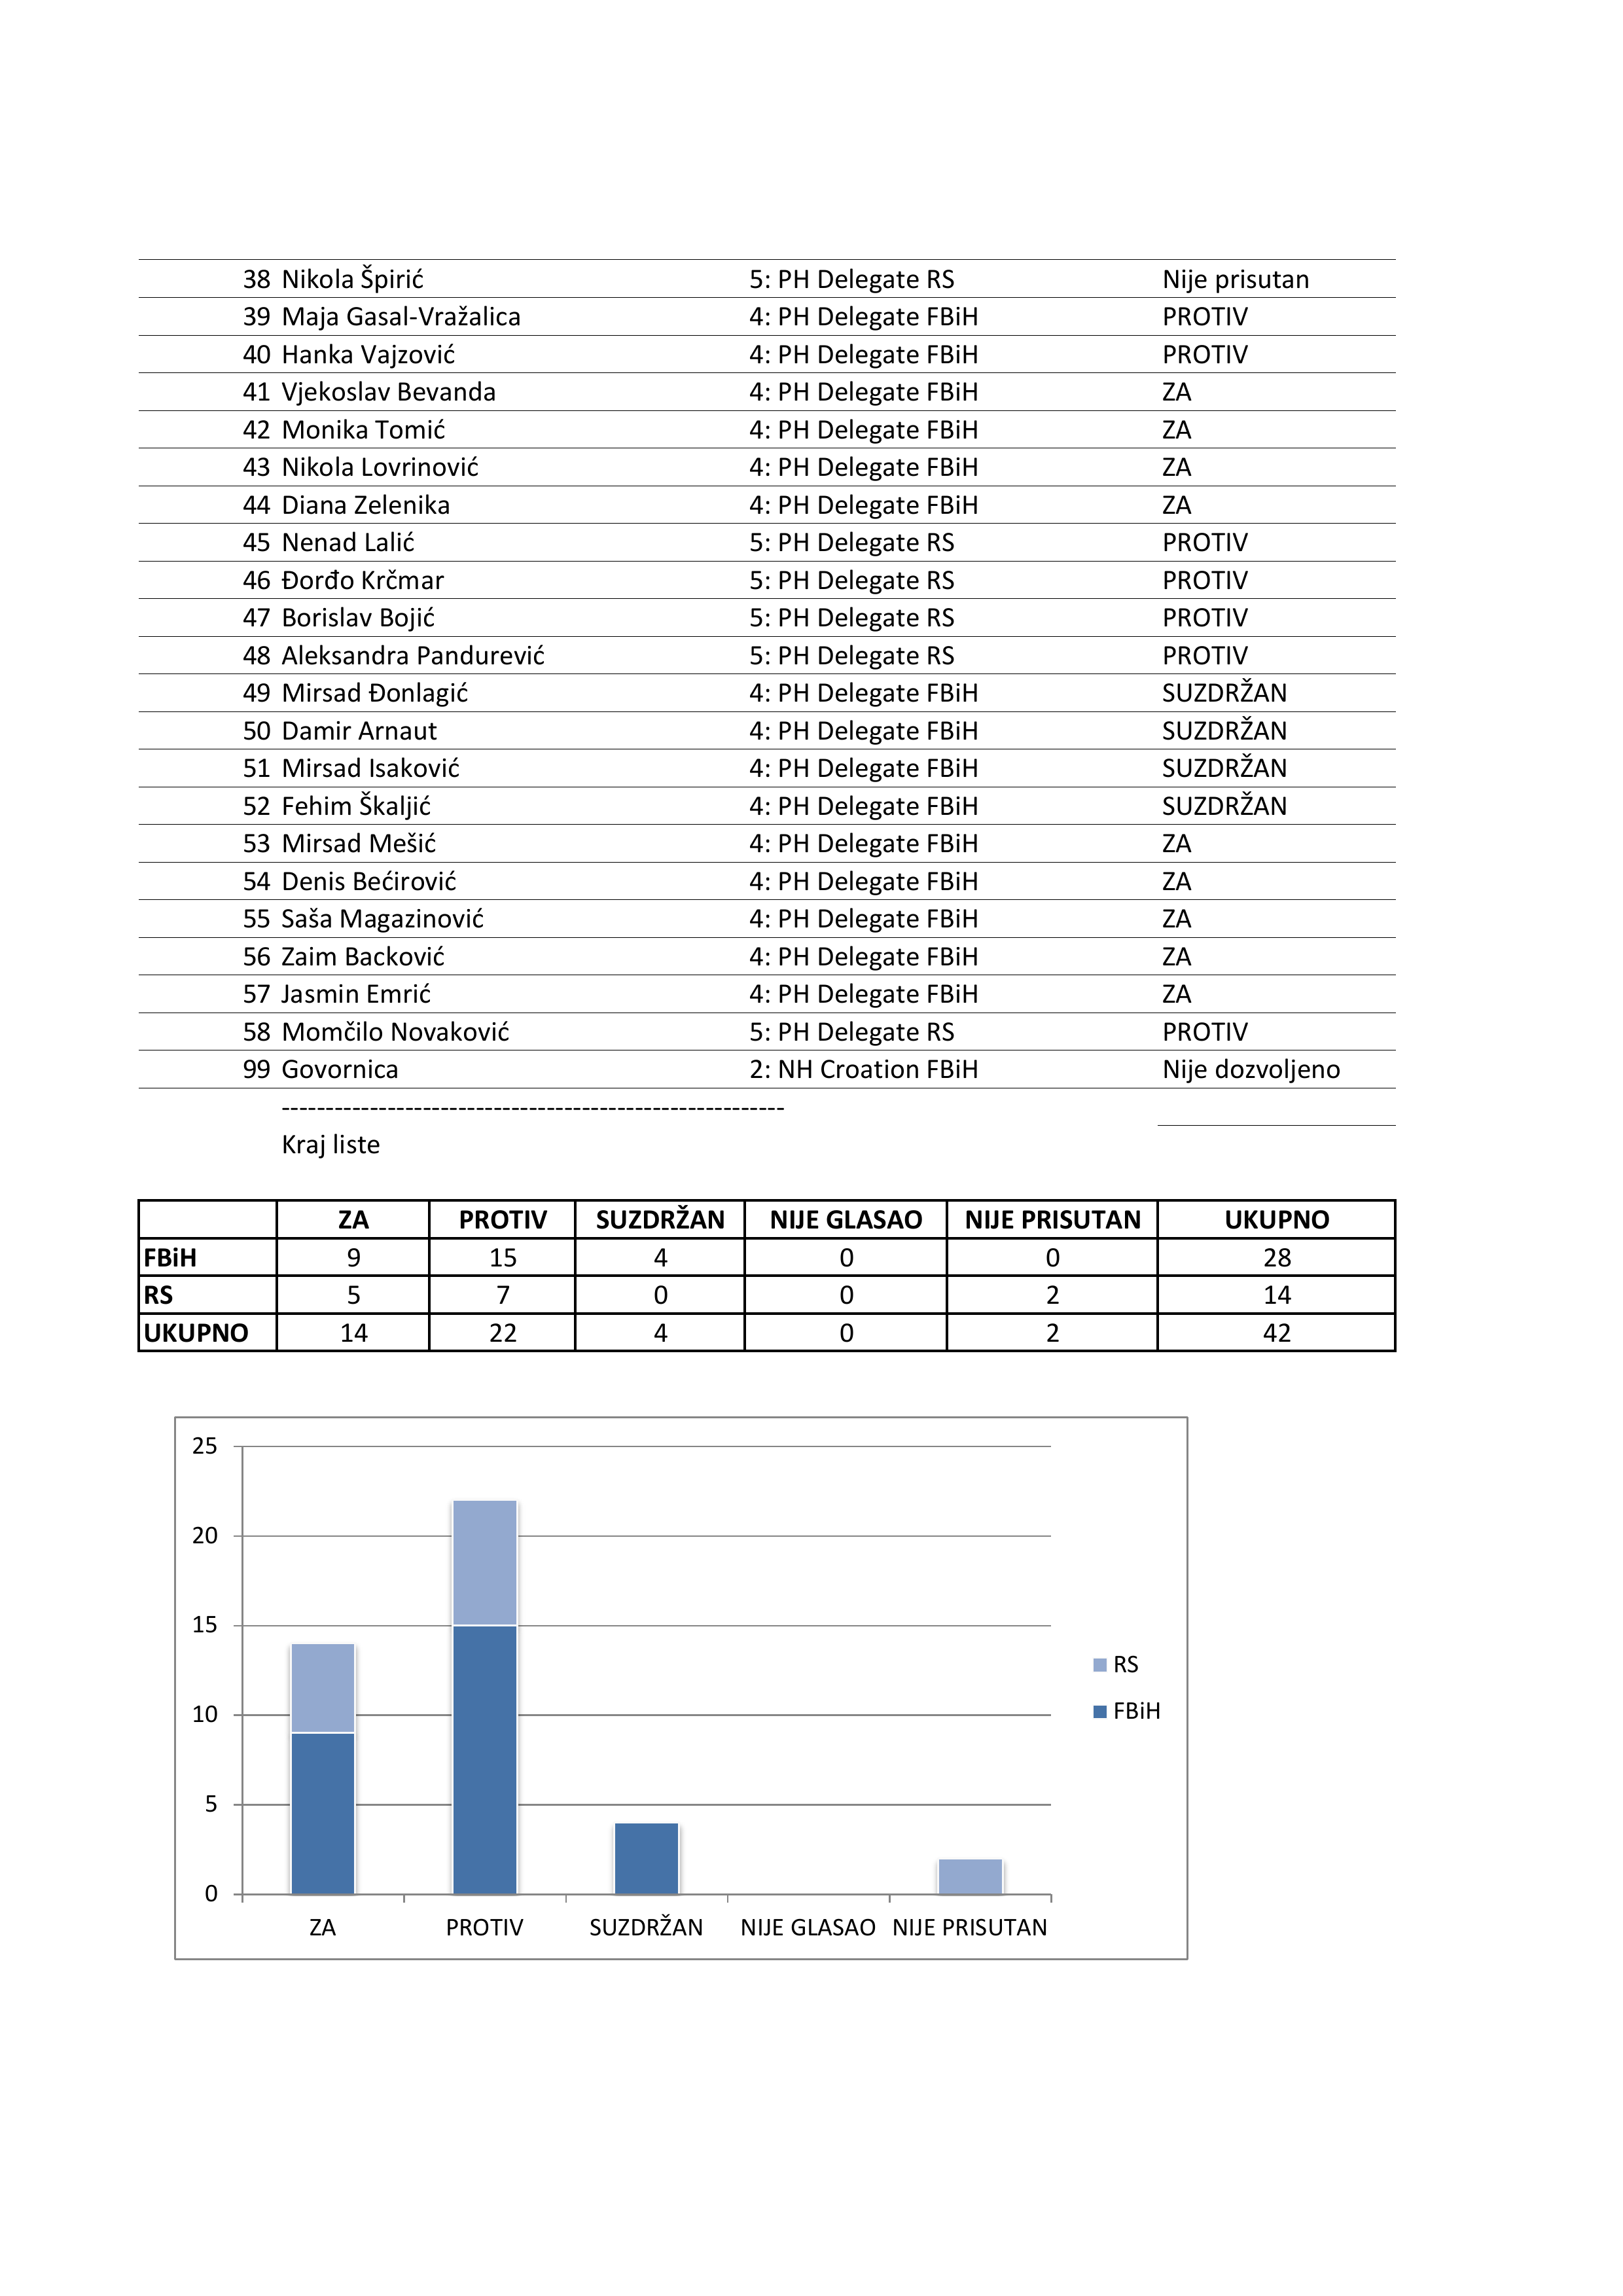 38 Nikola Špirić 5: PH Delegate RS Nije prisutan
39 Maja Gasal-Vražalica 4: PH Delegate FBiH PROTIV
40 Hanka Vajzović 4: PH Delegate FBiH PROTIV
41 Vjekoslav Bevanda 4: PH Delegate FBiH ZA
42 Monika Tomić 4: PH Delegate FBiH ZA
43 Nikola Lovrinović 4: PH Delegate FBiH ZA
44 Diana Zelenika 4: PH Delegate FBiH ZA
45 Nenad Lalić 5: PH Delegate RS PROTIV
46 Đorđo Krčmar 5: PH Delegate RS PROTIV
47 Borislav Bojić 5: PH Delegate RS PROTIV
48 Aleksandra Pandurević 5: PH Delegate RS PROTIV
49 Mirsad Đonlagić 4: PH Delegate FBiH SUZDRŽAN
50 Damir Arnaut 4: PH Delegate FBiH SUZDRŽAN
51 Mirsad Isaković 4: PH Delegate FBiH SUZDRŽAN
52 Fehim Škaljić 4: PH Delegate FBiH SUZDRŽAN
53 Mirsad Mešić 4: PH Delegate FBiH ZA
54 Denis Bećirović 4: PH Delegate FBiH ZA
55 Saša Magazinović 4: PH Delegate FBiH ZA
56 Zaim Backović 4: PH Delegate FBiH ZA
57 Jasmin Emrić 4: PH Delegate FBiH ZA
58 Momčilo Novaković 5: PH Delegate RS PROTIV
99 Govornica 2: NH Croation FBiH Nije dozvoljeno
----------------------------------------------------------
Kraj liste
ZA PROTIV SUZDRŽAN NIJE GLASAO NIJE PRISUTAN UKUPNO
FBiH 9 15 4 0 0 28
RS 5 7 0 0 2 14
UKUPNO 14 22 4 0 2 42
25
20
15
10
5
0
ZA PROTIV SUZDRŽAN NIJE GLASAO NIJE PRISUTAN
RS
FBiH